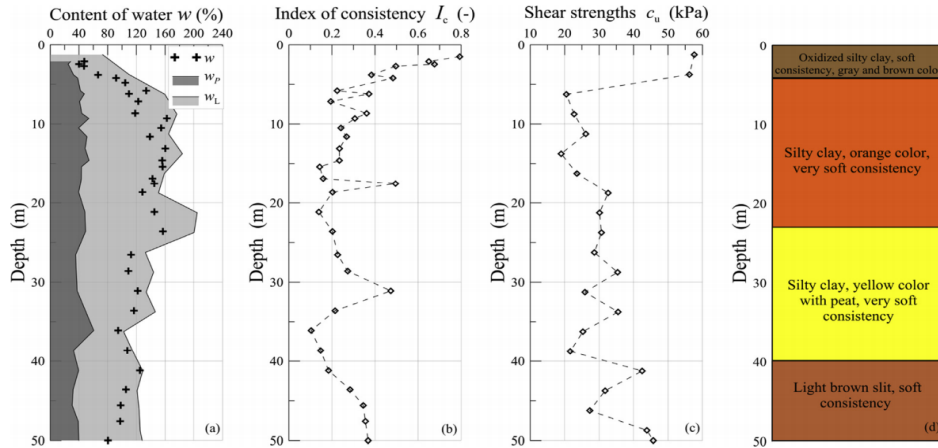 Content of water w (%)
0 40 80 120 160 200 240
0
10
20
30
40
50
Depth (m)
w
wP
wL
(a)
Index of consistency Ic (-)
0 0.2 0.4 0.6 0.8
0
10
20
30
40
50
Depth (m)
(b)
Shear strengths cu (kPa)
10 20 30 40 50 60
0
10
20
30
40
50
Depth (m)
(c)
0
10
20
30
40
50
Depth (m)
Oxidized silty clay, soft
consistency, gray and brown color
Silty clay, orange color,
very soft consistency
Silty clay, yellow color
with peat, very soft
consistency
Light brown slit, soft
consistency
(d)